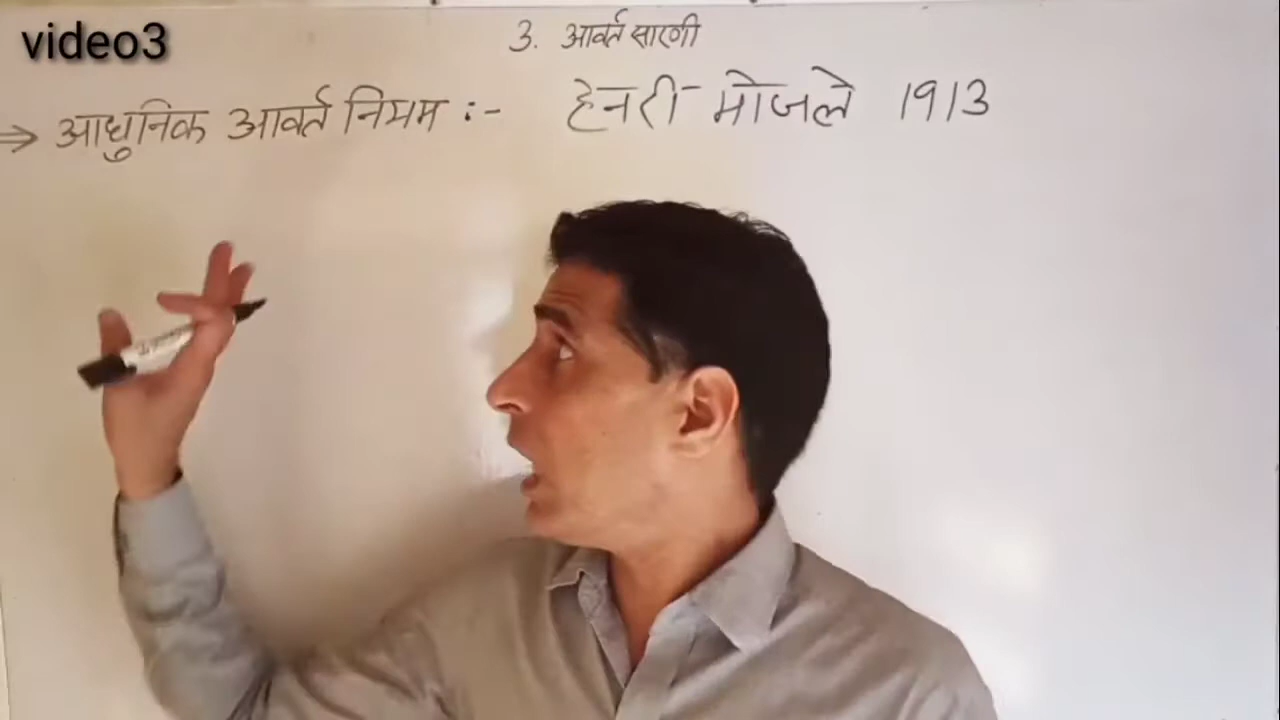 video3
3. आवर्त सारणी
⇒ आधुनिक आवर्त नियम :- हेनरी मोजले 1913